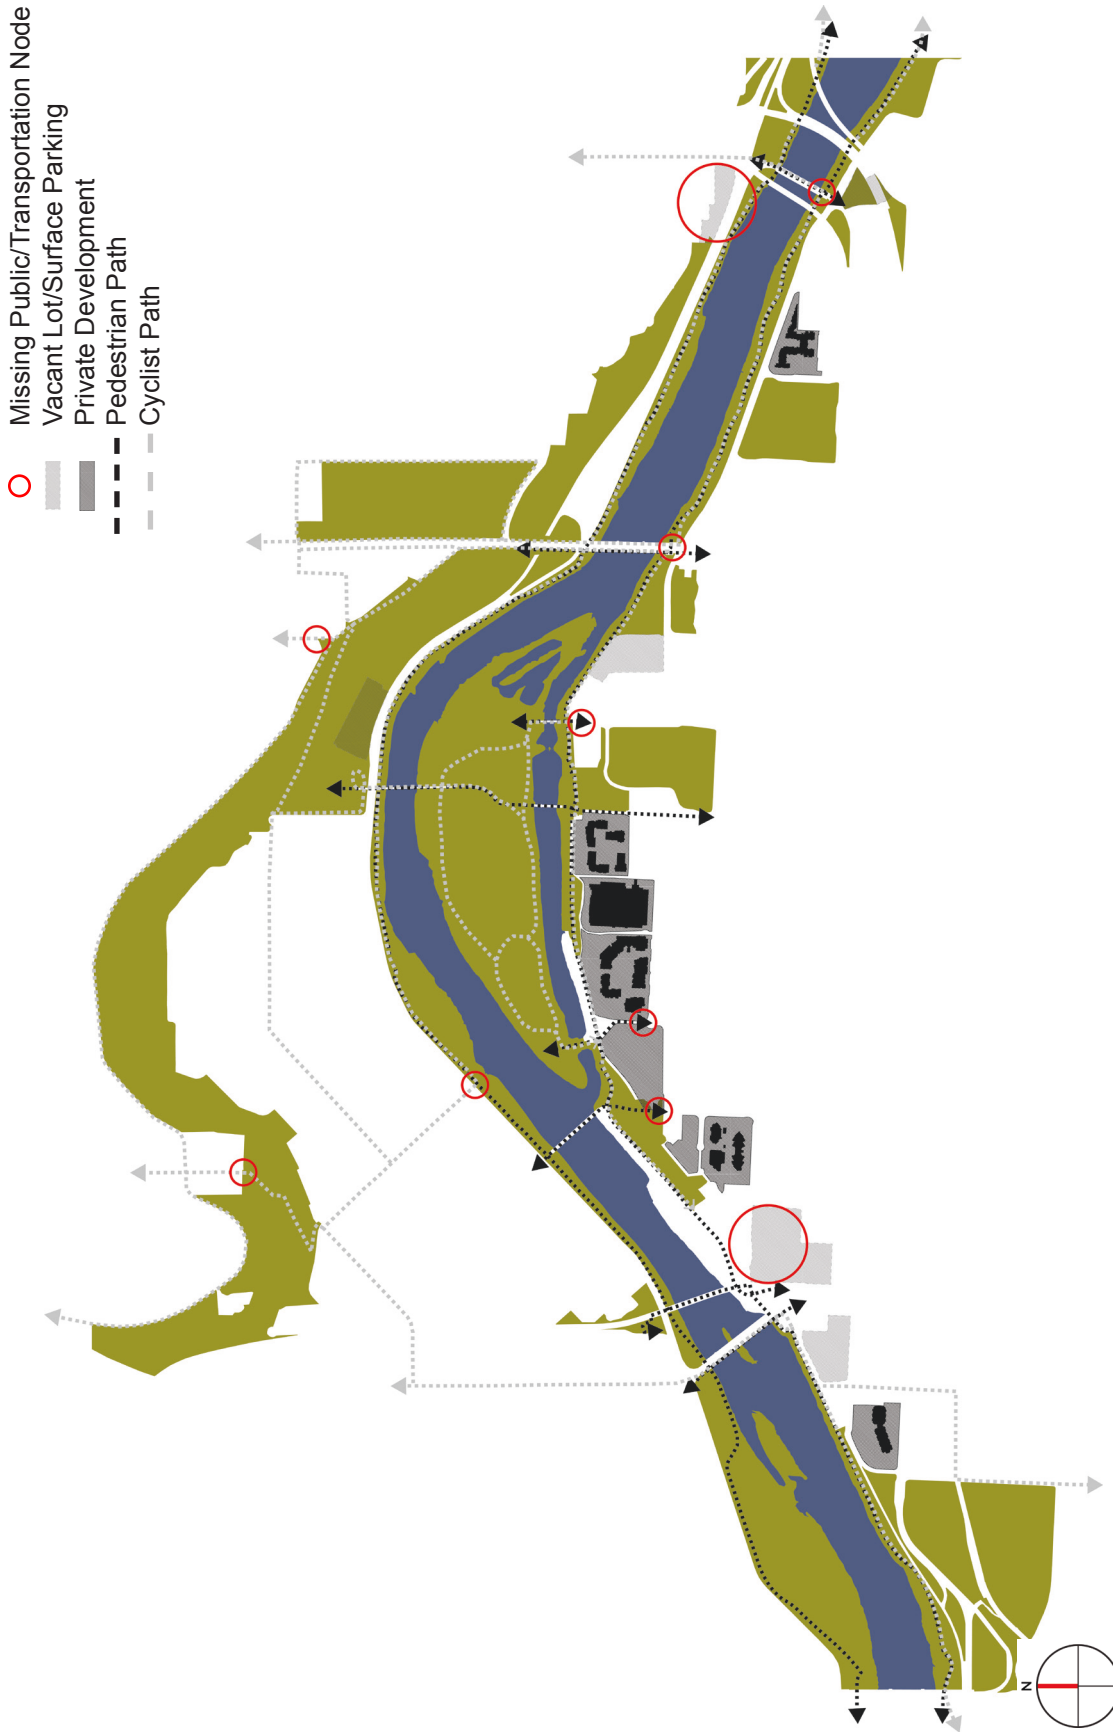 Missing Public/Transportation Node
Vacant Lot/Surface Parking
Private Development
Pedestrian Path
Cyclist Path
N